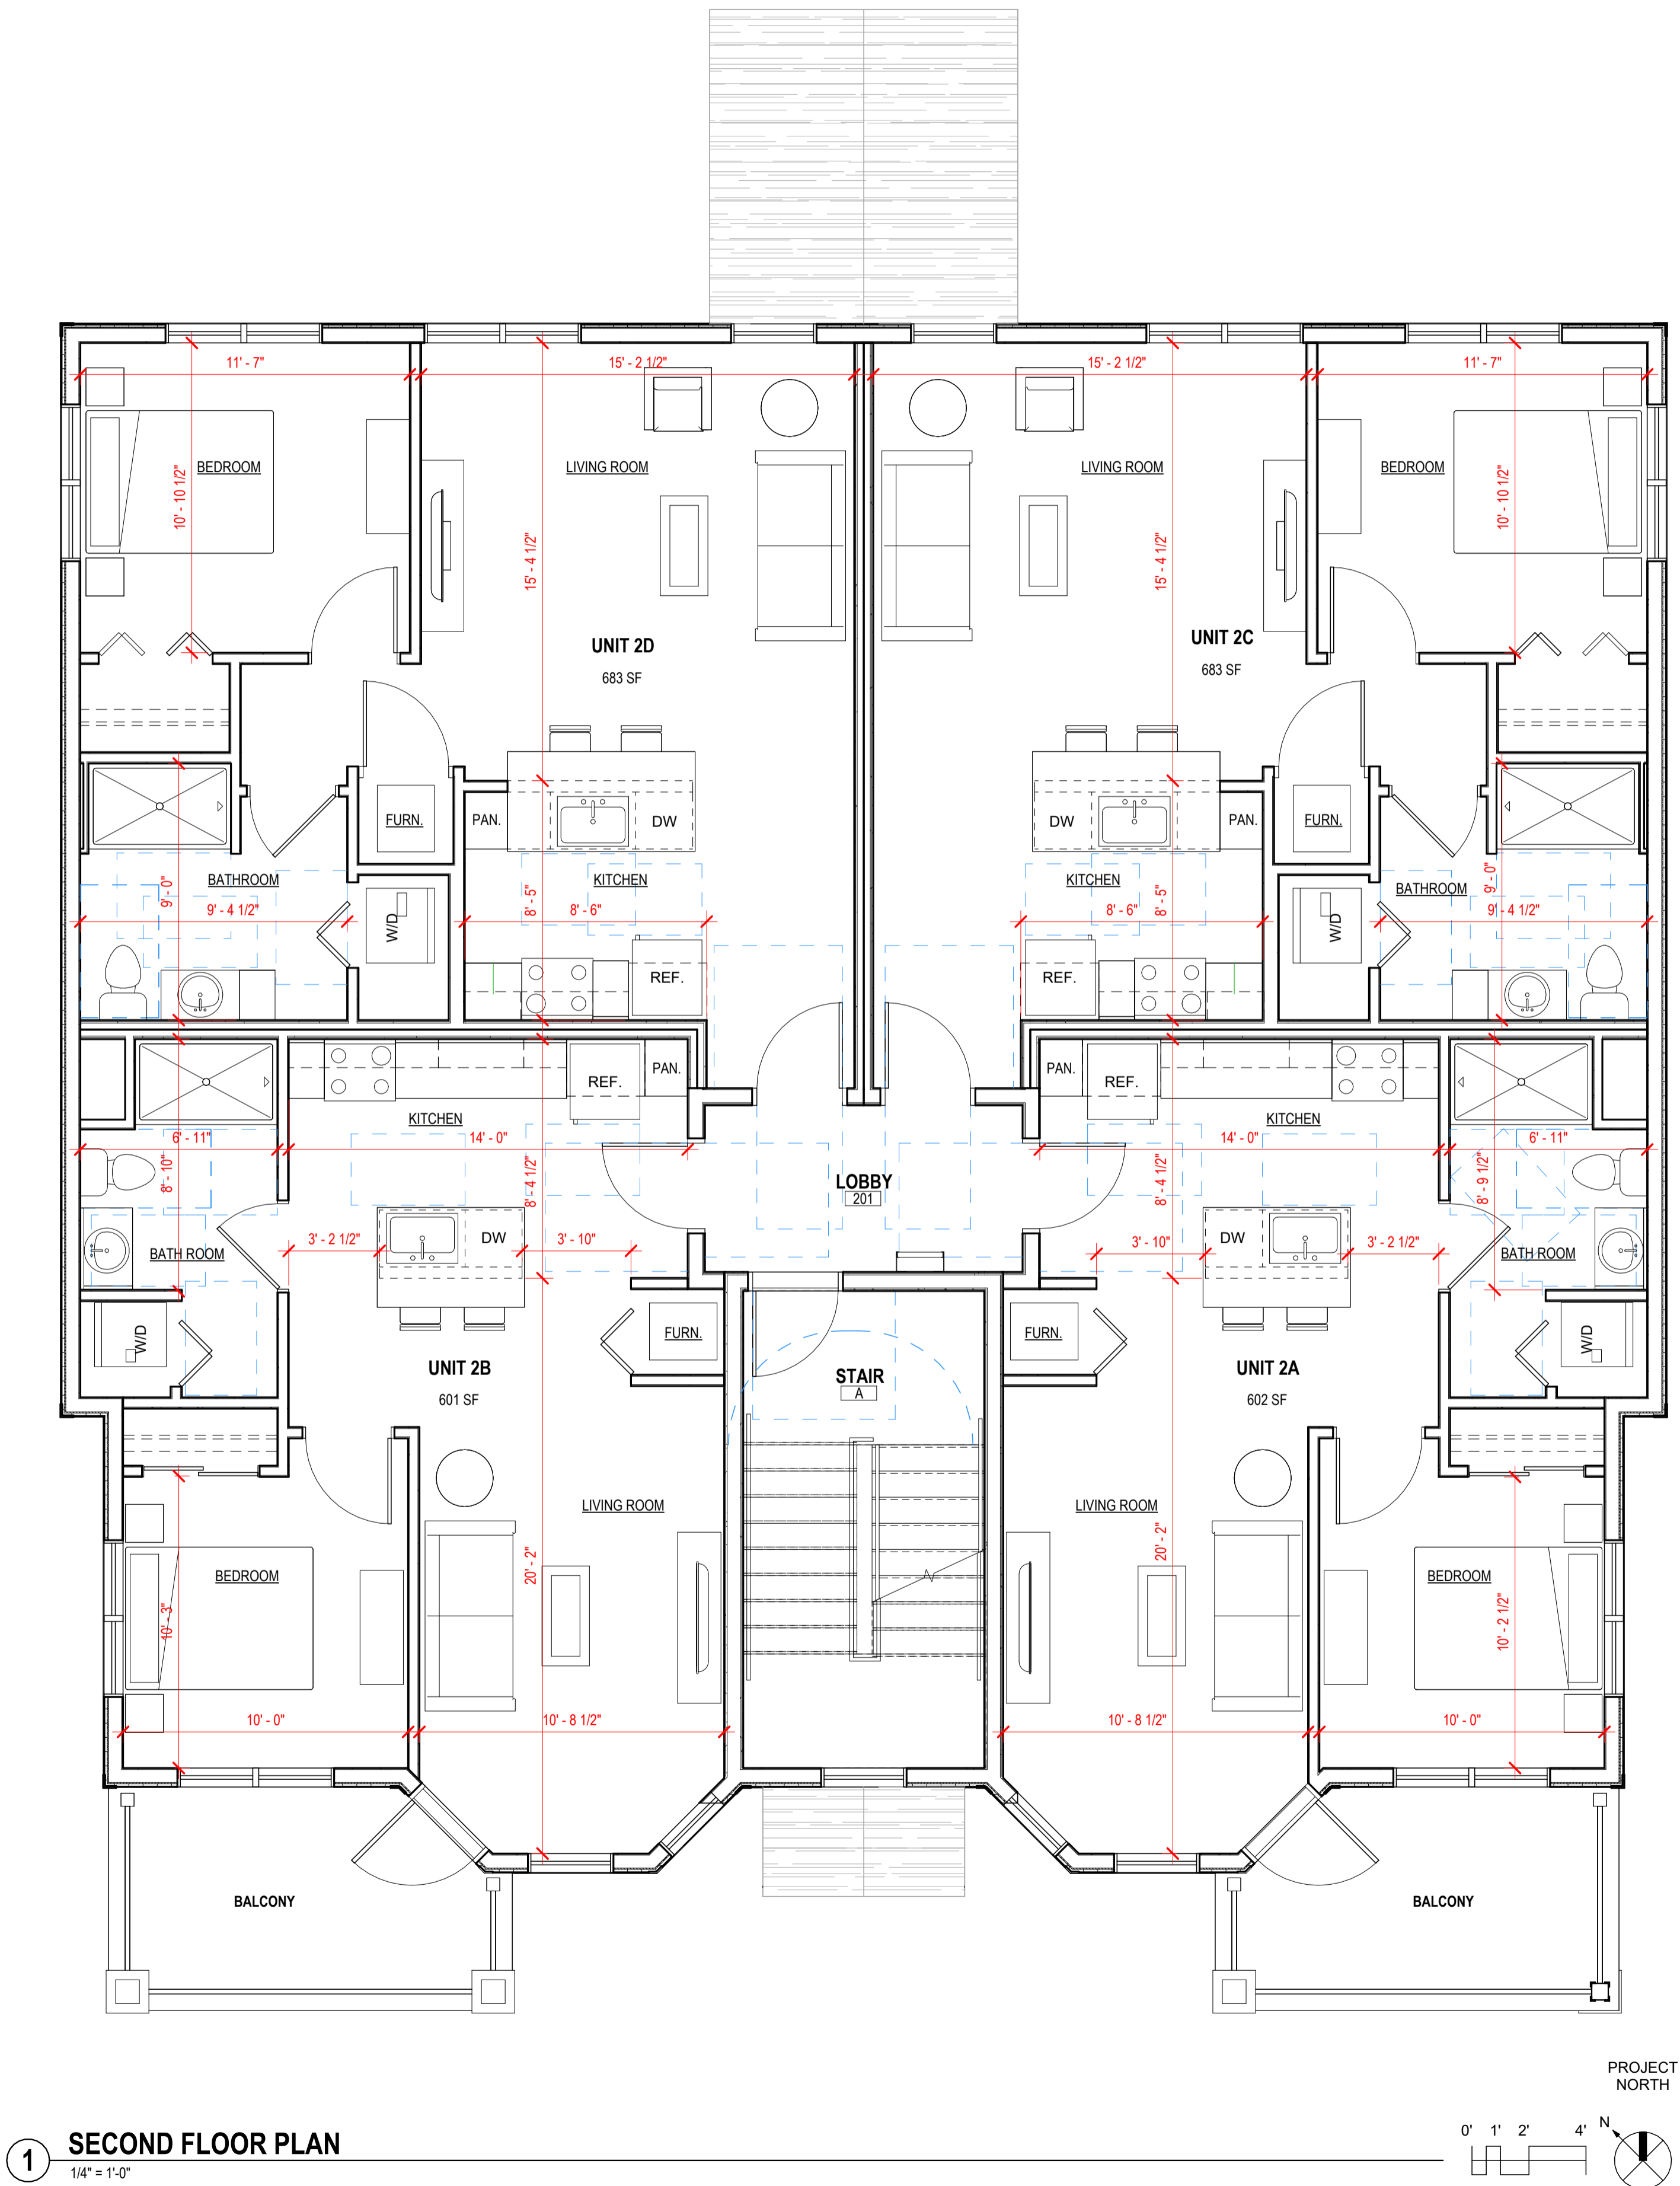 11' - 7"
15' - 2 1/2"
15' - 2 1/2"
11' - 7"
BEDROOM
LIVING ROOM
LIVING ROOM
BEDROOM
10' - 10 1/2"
15' - 4 1/2"
15' - 4 1/2"
10' - 10 1/2"
UNIT 2D
683 SF
UNIT 2C
683 SF
FURN.
PAN.
DW
DW
PAN.
FURN.
BATHROOM
KITCHEN
KITCHEN
BATHROOM
9' - 0"
9' - 4 1/2"
W/D
8' - 6"
8' - 5"
8' - 6"
8' - 5"
W/D
9' - 4 1/2"
9' - 0"
REF.
REF.
REF.
PAN.
PAN.
REF.
KITCHEN
KITCHEN
6' - 11"
14' - 0"
14' - 0"
6' - 11"
8' - 10"
8' - 4 1/2"
LOBBY
201
8' - 4 1/2"
8' - 9 1/2"
BATH ROOM
3' - 2 1/2"
DW
3' - 10"
3' - 10"
DW
3' - 2 1/2"
BATH ROOM
W/D
FURN.
FURN.
W/D
UNIT 2B
601 SF
STAIR
A
UNIT 2A
602 SF
LIVING ROOM
LIVING ROOM
BEDROOM
20' - 2"
20' - 2"
BEDROOM
10' - 3"
10' - 2 1/2"
10' - 0"
10' - 8 1/2"
10' - 8 1/2"
10' - 0"
BALCONY
BALCONY
PROJECT
NORTH
1
SECOND FLOOR PLAN
1/4" = 1'-0"
0' 1' 2' 4'
N